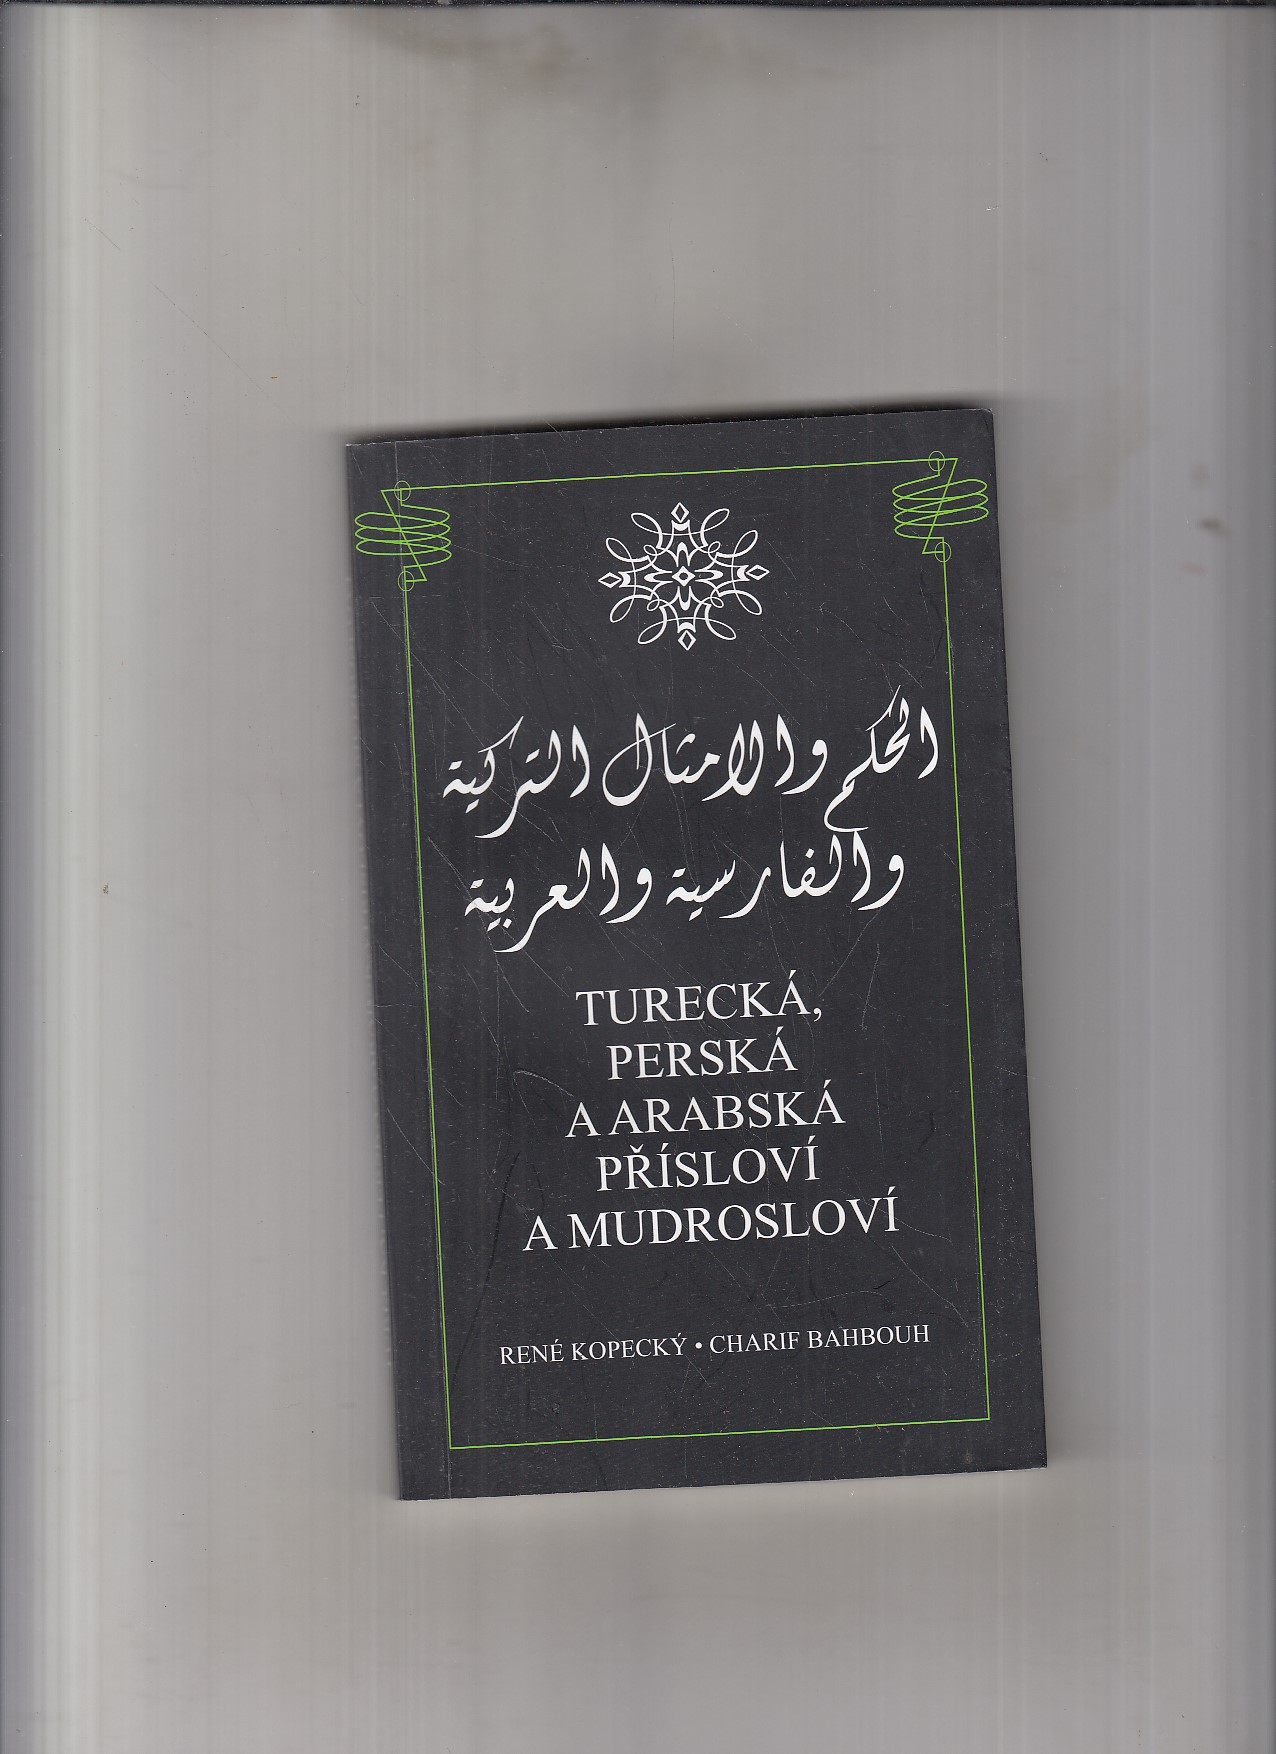 الحكم والامثال التركية
والفارسية والعربية
TURECKÁ,
PERSKÁ
A ARABSKÁ
PŘÍSLOVÍ
A MUDROSLOVÍ
RENÉ KOPECKÝ • CHARIF BAHBOUH